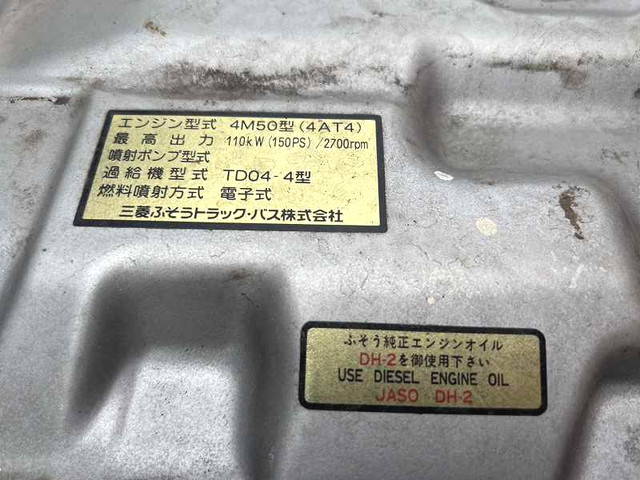 エンジン型式 4M50型(4AT4)
最高出力 110kW(150PS)/2700rpm
噴射ポンプ型式
過給機型式 TD04-4型
燃料噴射方式 電子式
三菱ふそうトラック・バス株式会社
ふそう純正エンジンオイル
DH-2を御使用下さい
USE DIESEL ENGINE OIL
JASO DH-2